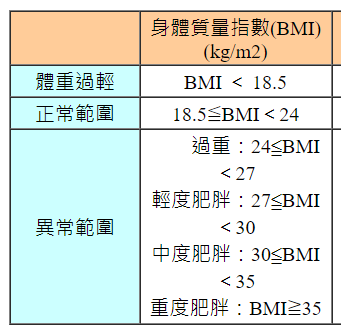 身體質量指數(BMI)
(kg/m2)
體重過輕
BMI ＜ 18.5
正常範圍
18.5≦BMI＜24
異常範圍
過重：24≦BMI
＜27
輕度肥胖：27≦BMI
＜30
中度肥胖：30≦BMI
＜35
重度肥胖：BMI≧35